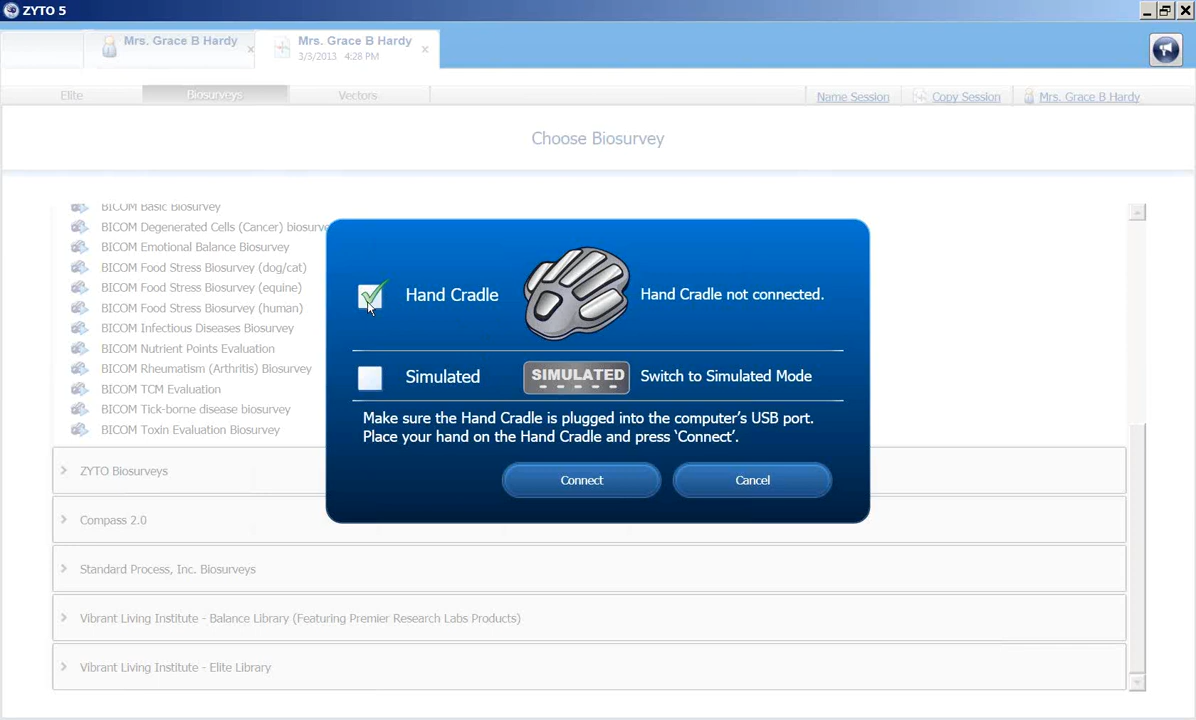 ZYTO 5
Mrs. Grace B Hardy
Mrs. Grace B Hardy
3/3/2013 4:28 PM
Elite
Biosurveys
Vectors
Name Session
Copy Session
Mrs. Grace B Hardy
Choose Biosurvey
BICOM Basic Biosurvey
BICOM Degenerated Cells (Cancer) biosurve
BICOM Emotional Balance Biosurvey
BICOM Food Stress Biosurvey (dog/cat)
BICOM Food Stress Biosurvey (equine)
BICOM Food Stress Biosurvey (human)
BICOM Infectious Diseases Biosurvey
BICOM Nutrient Points Evaluation
BICOM Rheumatism (Arthritis) Biosurvey
BICOM TCM Evaluation
BICOM Tick-borne disease biosurvey
BICOM Toxin Evaluation Biosurvey
ZYTO Biosurveys
Compass 2.0
Standard Process, Inc. Biosurveys
Vibrant Living Institute - Balance Library (Featuring Premier Research Labs Products)
Vibrant Living Institute - Elite Library
Hand Cradle
Hand Cradle not connected.
Simulated
SIMULATED
Switch to Simulated Mode
Make sure the Hand Cradle is plugged into the computer's USB port.
Place your hand on the Hand Cradle and press 'Connect'.
Connect
Cancel